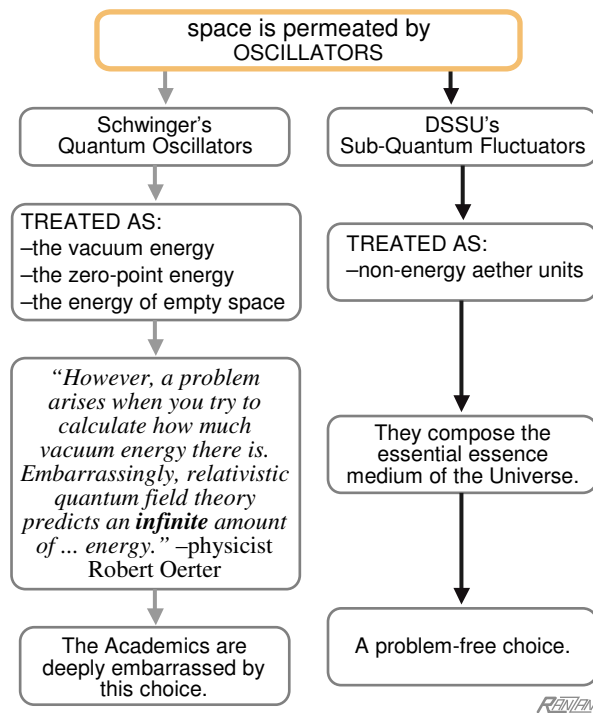 space is permeated by
OSCILLATORS
Schwinger's
Quantum Oscillators
DSSU's
Sub-Quantum Fluctuators
TREATED AS:
–the vacuum energy
–the zero-point energy
–the energy of empty space
TREATED AS:
–non-energy aether units
“However, a problem
arises when you try to
calculate how much
vacuum energy there is.
Embarrassingly, relativistic
quantum field theory
predicts an infinite amount
of ... energy.” –physicist
Robert Oerter
They compose the
essential essence
medium of the Universe.
The Academics are
deeply embarrassed by
this choice.
A problem-free choice.
RANZAN